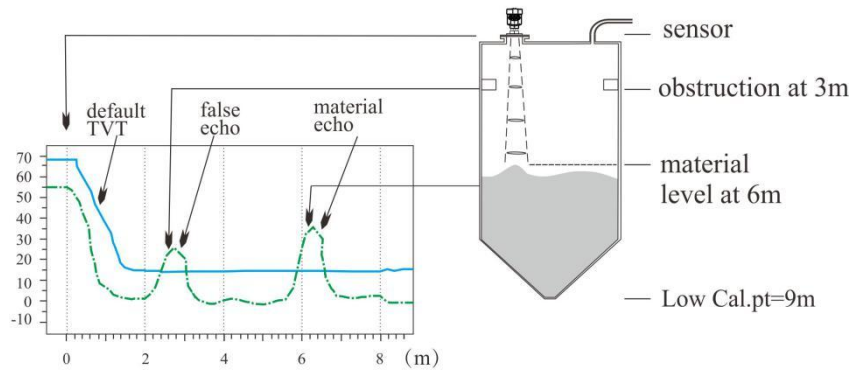 sensor
obstruction at 3m
material
level at 6m
Low Cal.pt=9m
default
TVT
false
echo
material
echo
70
60
50
40
30
20
10
0
-10
0 2 4 6 8 (m)